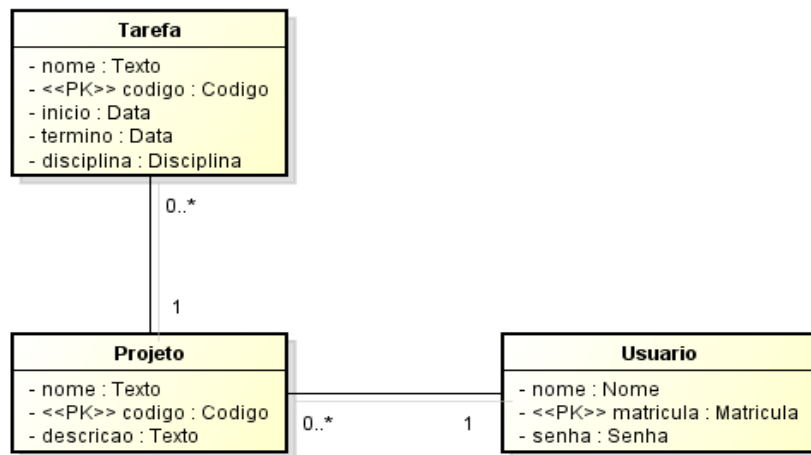 Tarefa
- nome : Texto
- <<PK>> codigo : Codigo
- inicio : Data
- termino : Data
- disciplina : Disciplina
0..*
1
Projeto
- nome : Texto
- <<PK>> codigo : Codigo
- descricao : Texto
0..*
1
Usuario
- nome : Nome
- <<PK>> matricula : Matricula
- senha : Senha